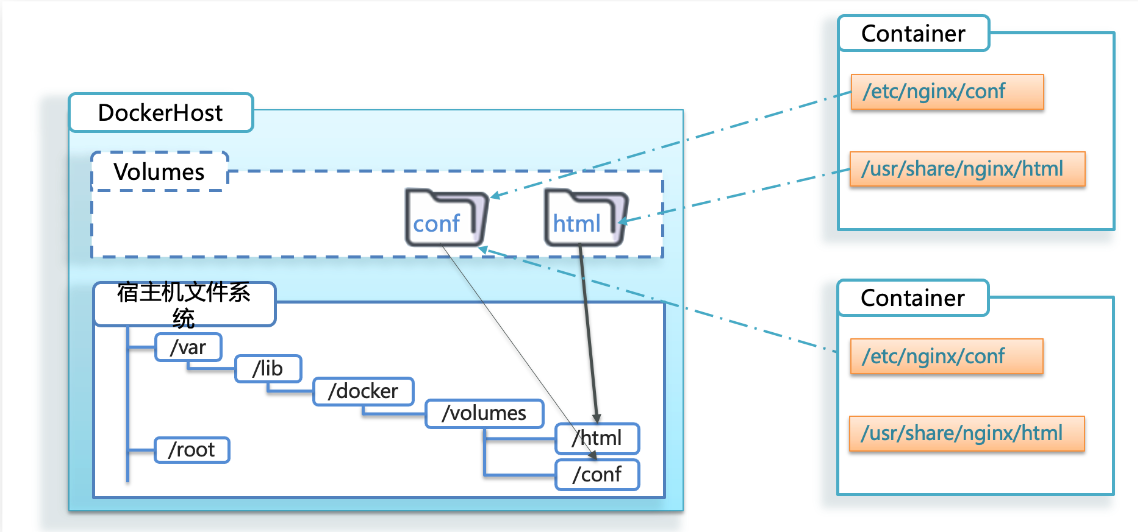 DockerHost
Volumes
conf
html
宿主机文件系
统
/var
/lib
/docker
/volumes
/html
/conf
/root
Container
/etc/nginx/conf
/usr/share/nginx/html
Container
/etc/nginx/conf
/usr/share/nginx/html